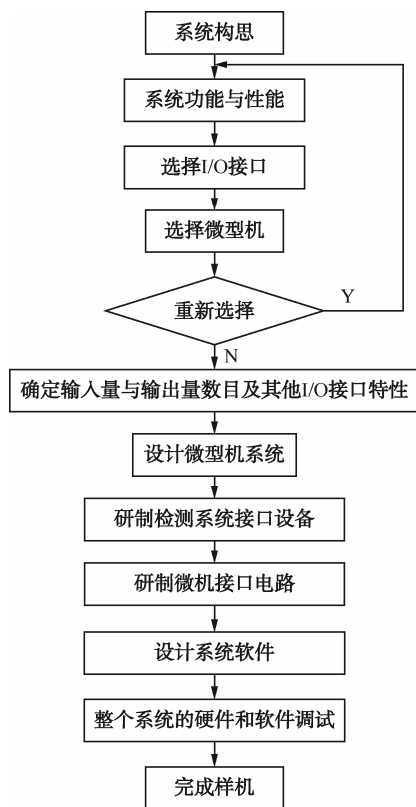 系统构思
系统功能与性能
选择I/O接口
选择微型机
重新选择
Y
N
确定输入量与输出量数目及其他I/O接口特性
设计微型机系统
研制检测系统接口设备
研制微机接口电路
设计系统软件
整个系统的硬件和软件调试
完成样机